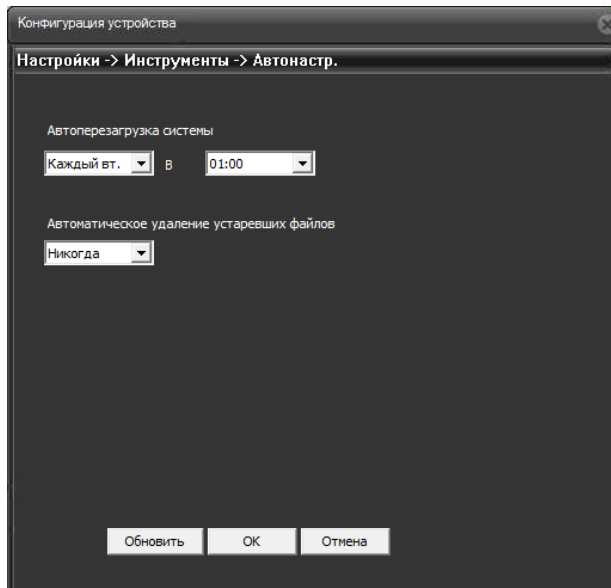 Конфигурация устройства
Настройки -> Инструменты -> Автонастр.
Автоперезагрузка системы
Каждый вт. В 01:00
Автоматическое удаление устаревших файлов
Никогда
Обновить OK Отмена